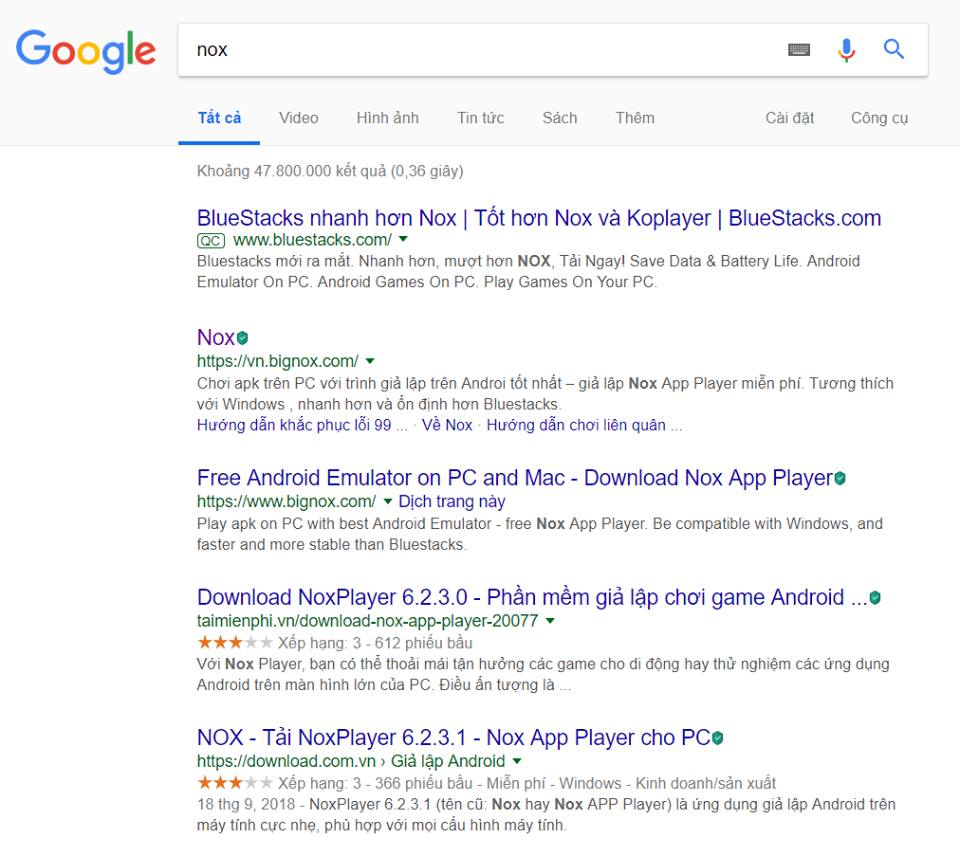 Google
nox
Tất cả Video Hình ảnh Tin tức Sách Thêm Cài đặt Công cụ
Khoảng 47.800.000 kết quả (0,36 giây)
BlueStacks nhanh hơn Nox | Tốt hơn Nox và Koplayer | BlueStacks.com
QC www.bluestacks.com/
Bluestacks mới ra mắt. Nhanh hơn, mượt hơn NOX, Tải Ngay! Save Data & Battery Life. Android
Emulator On PC. Android Games On PC. Play Games On Your PC.
Nox
https://vn.bignox.com/
Chơi apk trên PC với trình giả lập trên Androi tốt nhất – giả lập Nox App Player miễn phí. Tương thích
với Windows , nhanh hơn và ổn định hơn Bluestacks.
Hướng dẫn khắc phục lỗi 99 ... · Về Nox · Hướng dẫn chơi liên quân ...
Free Android Emulator on PC and Mac - Download Nox App Player
https://www.bignox.com/ Dịch trang này
Play apk on PC with best Android Emulator - free Nox App Player. Be compatible with Windows, and
faster and more stable than Bluestacks.
Download NoxPlayer 6.2.3.0 - Phần mềm giả lập chơi game Android ...
taimienphi.vn/download-nox-app-player-20077
Xếp hạng: 3 - 612 phiếu bầu
Với Nox Player, bạn có thể thoải mái tận hưởng các game cho di động hay thử nghiệm các ứng dụng
Android trên màn hình lớn của PC. Điều ấn tượng là ...
NOX - Tải NoxPlayer 6.2.3.1 - Nox App Player cho PC
https://download.com.vn › Giả lập Android
Xếp hạng: 3 - 366 phiếu bầu - Miễn phí - Windows - Kinh doanh/sản xuất
18 thg 9, 2018 - NoxPlayer 6.2.3.1 (tên cũ: Nox hay Nox APP Player) là ứng dụng giả lập Android trên
máy tính cực nhẹ, phù hợp với mọi cấu hình máy tính.